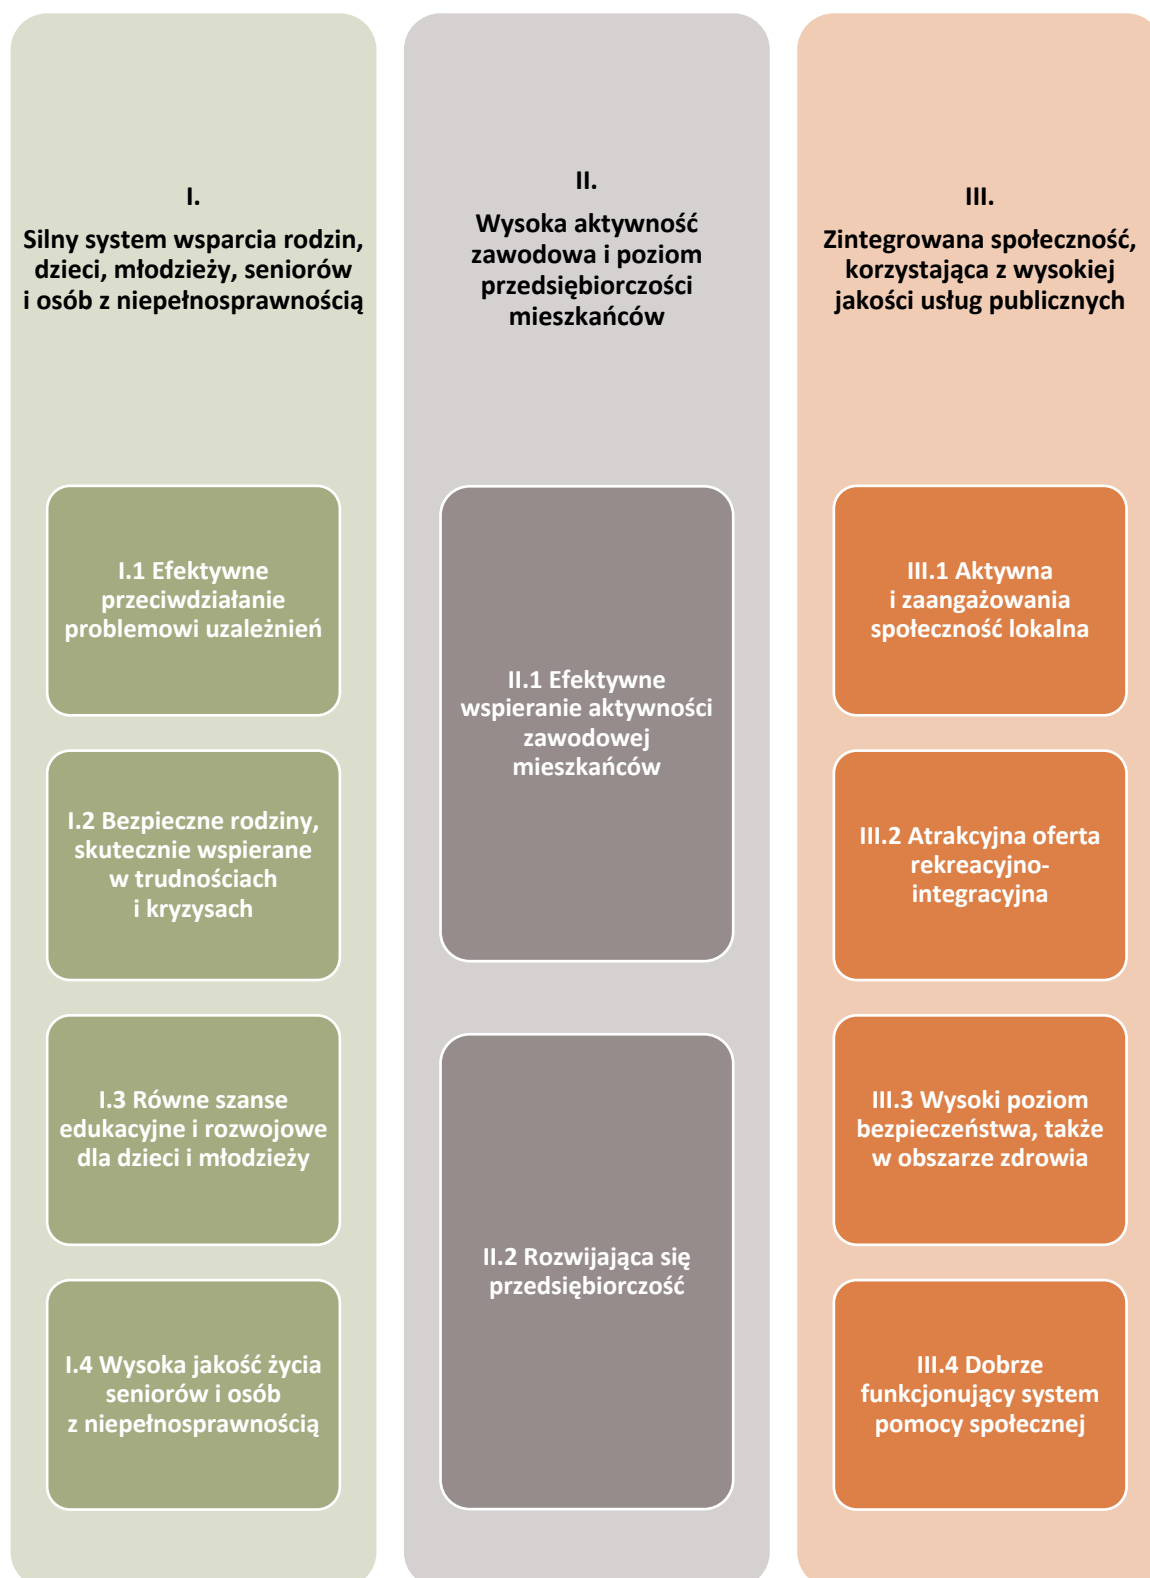 I.
Silny system wsparcia rodzin,
dzieci, młodzieży, seniorów
i osób z niepełnosprawnością
I.1 Efektywne
przeciwdziałanie
problemowi uzależnień
I.2 Bezpieczne rodziny,
skutecznie wspierane
w trudnościach
i kryzysach
I.3 Równe szanse
edukacyjne i rozwojowe
dla dzieci i młodzieży
I.4 Wysoka jakość życia
seniorów i osób
z niepełnosprawnością
II.
Wysoka aktywność
zawodowa i poziom
przedsiębiorczości
mieszkańców
II.1 Efektywne
wspieranie aktywności
zawodowej
mieszkańców
II.2 Rozwijająca się
przedsiębiorczość
III.
Zintegrowana społeczność,
korzystająca z wysokiej
jakości usług publicznych
III.1 Aktywna
i zaangażowania
społeczność lokalna
III.2 Atrakcyjna oferta
rekreacyjno-
integracyjna
III.3 Wysoki poziom
bezpieczeństwa, także
w obszarze zdrowia
III.4 Dobrze
funkcjonujący system
pomocy społecznej